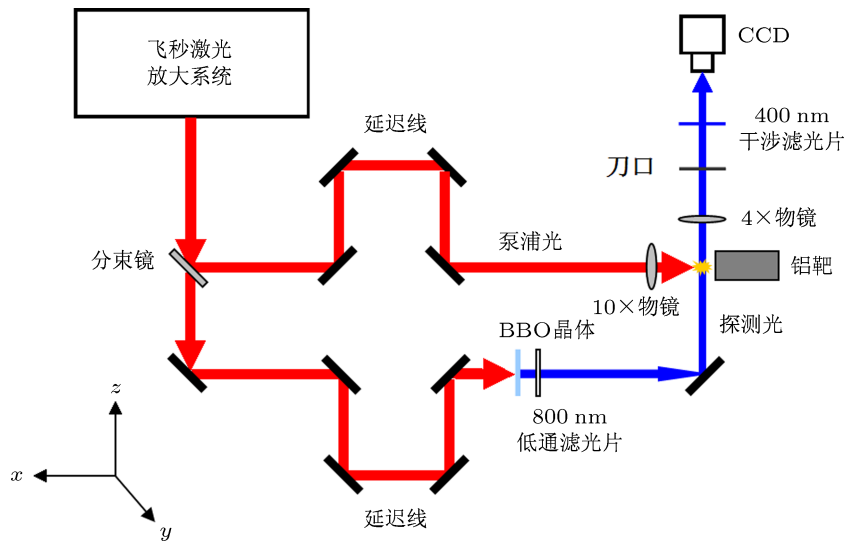 飞秒激光
放大系统
CCD
延迟线
400 nm
干涉滤光片
刀口
4×物镜
泵浦光
分束镜
铝靶
10×物镜
探测光
BBO晶体
800 nm
低通滤光片
延迟线
z
x
y